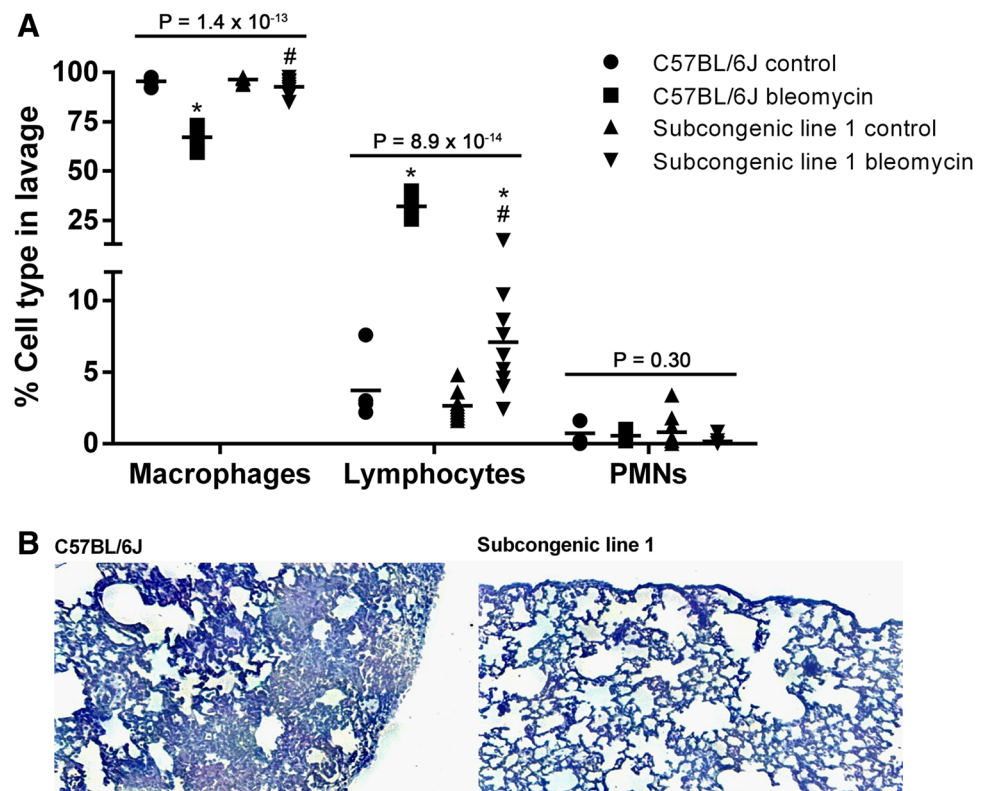 A
P = 1.4 x 10-13
P = 8.9 x 10-14
P = 0.30
* # * * #
% Cell type in lavage
100
75
50
25
10
5
0
Macrophages Lymphocytes PMNs
C57BL/6J control
C57BL/6J bleomycin
Subcongenic line 1 control
Subcongenic line 1 bleomycin
B
C57BL/6J
Subcongenic line 1